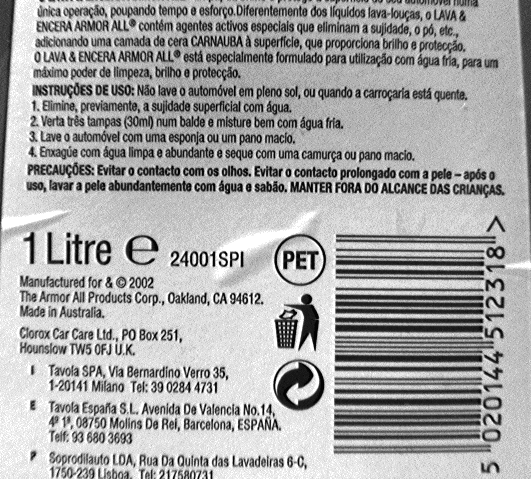 única operação, poupando tempo e esforço.Diferentemente dos líquidos lava-louças, o LAVA &
ENCERA ARMOR ALL® contém agentes activos especiais que eliminam a sujidade, o pó, etc.,
adicionando uma camada de cera CARNAUBA à superfície, que proporciona brilho e protecção.
O LAVA & ENCERA ARMOR ALL® está especialmente formulado para utilização com água fria, para um
máximo poder de limpeza, brilho e protecção.
INSTRUÇÕES DE USO: Não lave o automóvel em pleno sol, ou quando a carroçaria está quente.
1. Elimine, previamente, a sujidade superficial com água.
2. Verta três tampas (30ml) num balde e misture bem com água fria.
3. Lave o automóvel com uma esponja ou um pano macio.
4. Enxagúe com água limpa e abundante e seque com uma camurça ou pano macio.
PRECAUÇÕES: Evitar o contacto com os olhos. Evitar o contacto prolongado com a pele – após o
uso, lavar a pele abundantemente com água e sabão. MANTER FORA DO ALCANCE DAS CRIANÇAS.
1 Litre e 24001SPI PET
Manufactured for & © 2002
The Armor All Products Corp., Oakland, CA 94612.
Made in Australia.
Clorox Car Care Ltd., PO Box 251,
Hounslow TW5 0FJ U.K.
I Tavola SPA, Via Bernardino Verro 35,
1-20141 Milano Tel: 39 0284 4731
E Tavola España S.L. Avenida De Valencia No.14,
4º 1ª, 08750 Molins De Rei, Barcelona, ESPAÑA.
Telf: 93 680 3693
P Soprodilauto LDA, Rua Da Quinta das Lavadeiras 6-C,
1750-239 Lisboa. Tel: 217580731
5 020144 512318 >